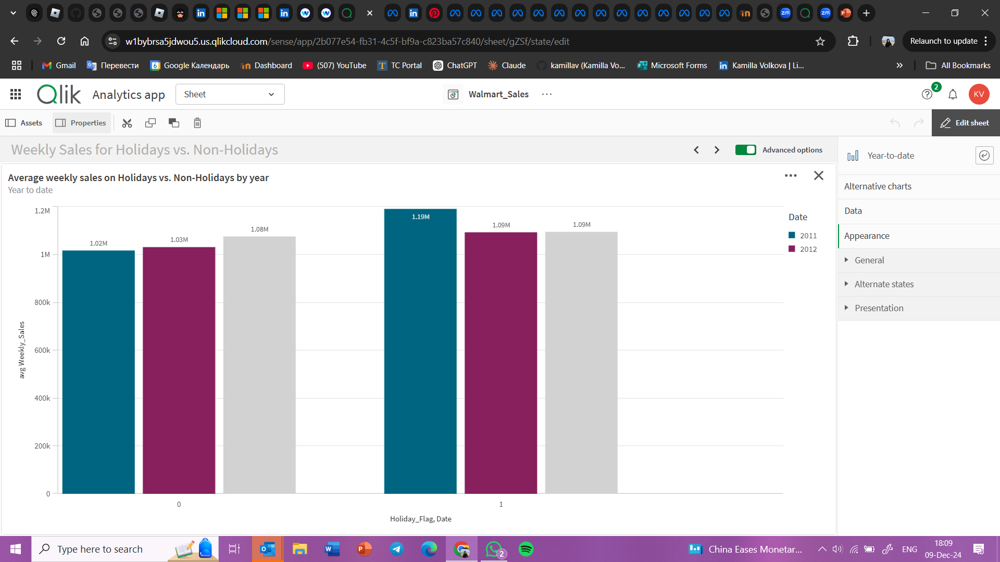 w1bybrsa5jdwou5.us.qlikcloud.com/sense/app/2b077e54-fb31-4c5f-bf9a-c823ba57c840/sheet/gZSf/state/edit
Relaunch to update
Gmail
Перевести
Google Календарь
Dashboard
(507) YouTube
TC Portal
ChatGPT
Claude
kamillav (Kamilla Vo...
Microsoft Forms
Kamilla Volkova | Li...
All Bookmarks
Qlik
Analytics app
Sheet
Walmart_Sales
2
KV
Assets
Properties
Edit sheet
Weekly Sales for Holidays vs. Non-Holidays
Advanced options
Average weekly sales on Holidays vs. Non-Holidays by year
Year to date
1.2M
1M
800k
600k
400k
200k
0
avg Weekly_Sales
1.02M
1.03M
1.08M
1.19M
1.09M
1.09M
0
1
Holiday_Flag, Date
Date
2011
2012
Year-to-date
Alternative charts
Data
Appearance
General
Alternate states
Presentation
Type here to search
2
China Eases Monetar...
ENG
18:09
09-Dec-24